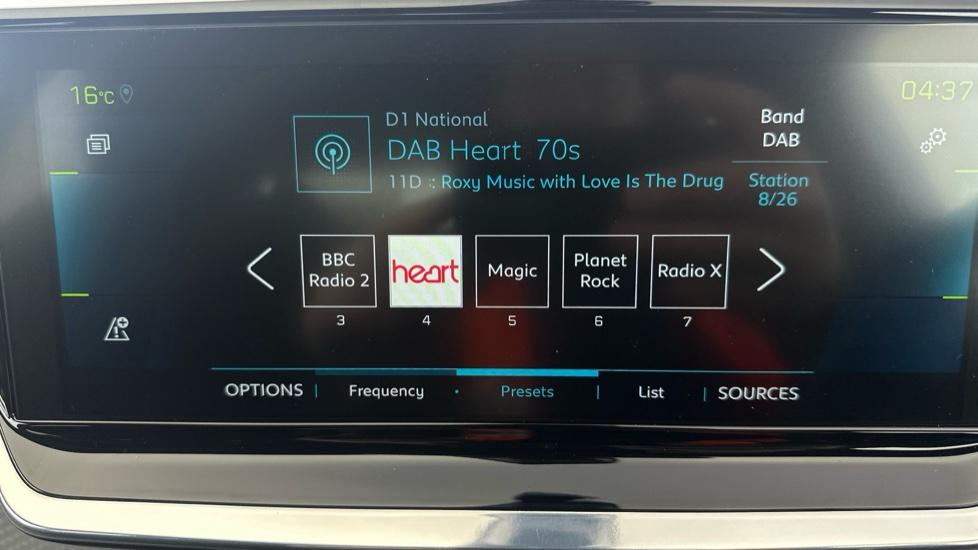 16°C
04:37
D1 National
DAB Heart 70s
11D : Roxy Music with Love Is The Drug
Band
DAB
Station
8/26
BBC
Radio 2
heart
Magic
Planet
Rock
Radio X
3
4
5
6
7
OPTIONS
Frequency
Presets
List
SOURCES